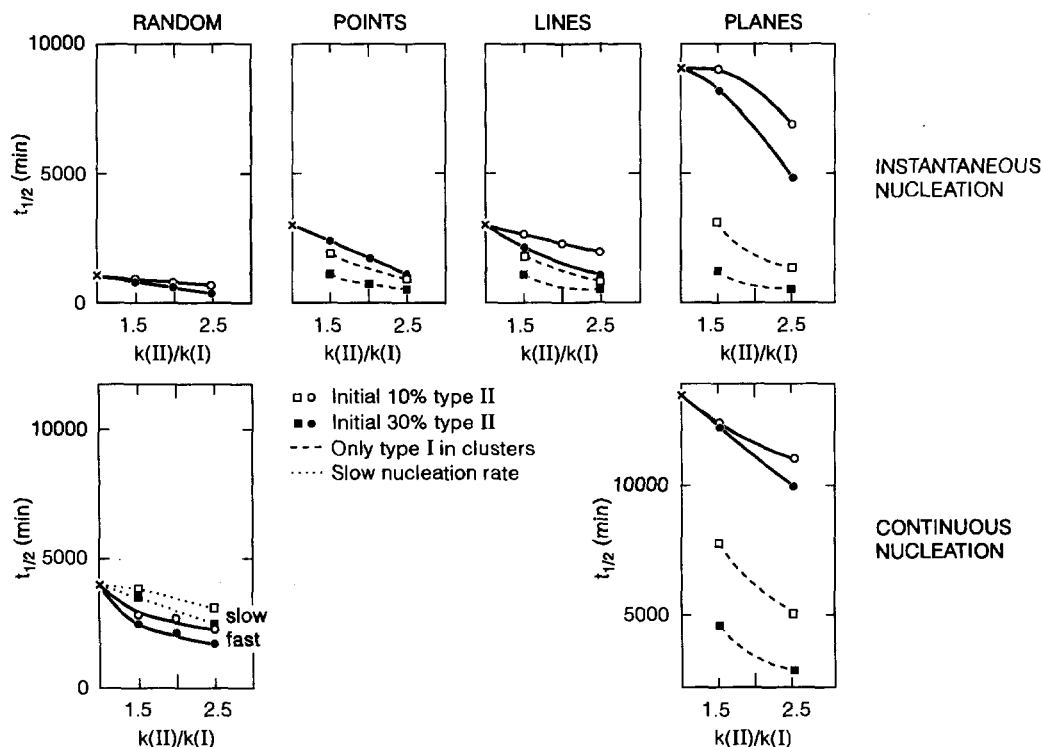 RANDOM
POINTS
LINES
PLANES
10000
5000
0
t1/2 (min)
1.5 2.5
k(II)/k(I)
1.5 2.5
k(II)/k(I)
1.5 2.5
k(II)/k(I)
1.5 2.5
k(II)/k(I)
INSTANTANEOUS
NUCLEATION
10000
5000
0
t1/2 (min)
slow
fast
1.5 2.5
k(II)/k(I)
Initial 10% type II
Initial 30% type II
Only type I in clusters
Slow nucleation rate
10000
5000
t1/2 (min)
1.5 2.5
k(II)/k(I)
CONTINUOUS
NUCLEATION